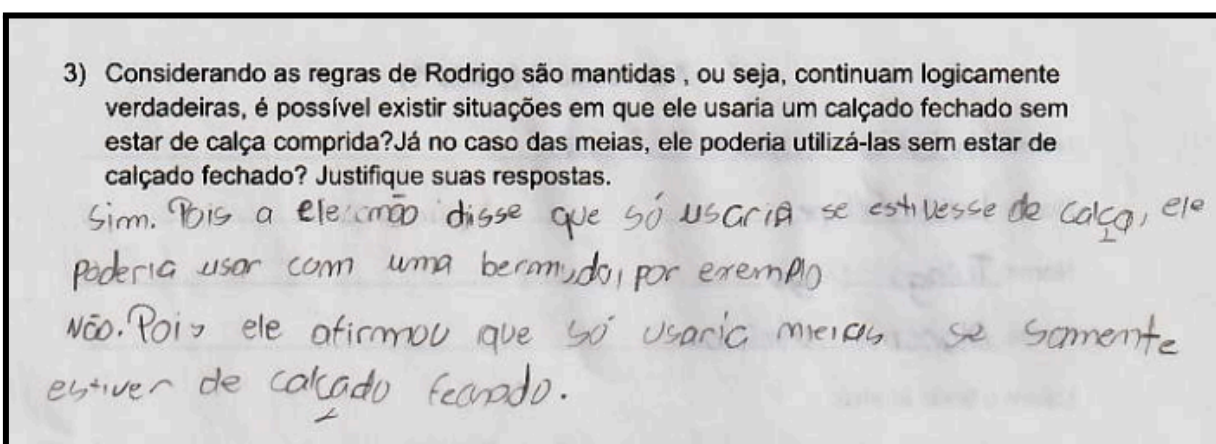 3) Considerando as regras de Rodrigo são mantidas , ou seja, continuam logicamente
verdadeiras, é possível existir situações em que ele usaria um calçado fechado sem
estar de calça comprida?Já no caso das meias, ele poderia utilizá-las sem estar de
calçado fechado? Justifique suas respostas.
Sim. Pois a ele não disse que só usaria se estivesse de calça, ele
poderia usar com uma bermuda, por exemplo
Não. Pois ele afirmou que só usaria meias se somente
estiver de calçado fechado.